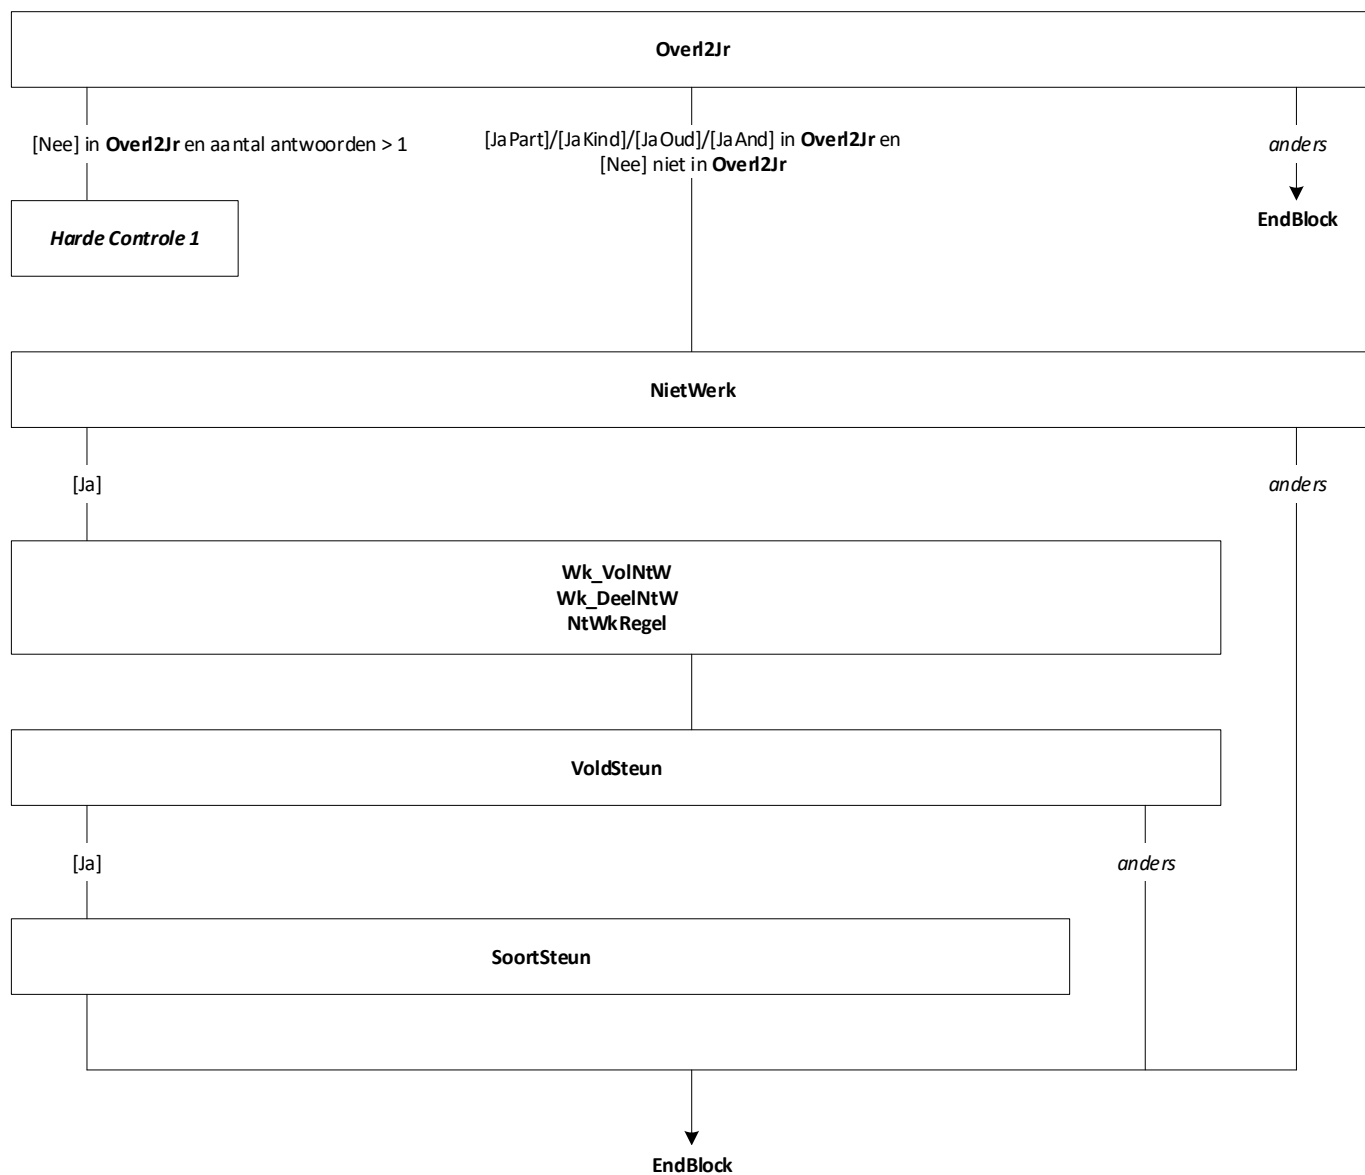 Overl2Jr
[Nee] in Overl2Jr en aantal antwoorden > 1
[JaPart]/[JaKind]/[JaOud]/[JaAnd] in Overl2Jr en
[Nee] niet in Overl2Jr
anders
EndBlock
Harde Controle 1
NietWerk
[Ja]
anders
Wk_VolNtW
Wk_DeelNtW
NtWkRegel
VoldSteun
[Ja]
anders
SoortSteun
EndBlock